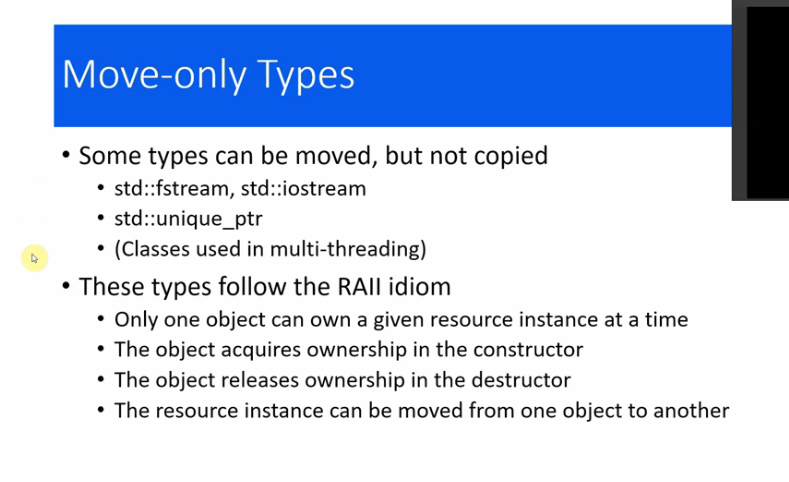 Move-only Types
• Some types can be moved, but not copied
• std::fstream, std::iostream
• std::unique_ptr
• (Classes used in multi-threading)
• These types follow the RAII idiom
• Only one object can own a given resource instance at a time
• The object acquires ownership in the constructor
• The object releases ownership in the destructor
• The resource instance can be moved from one object to another